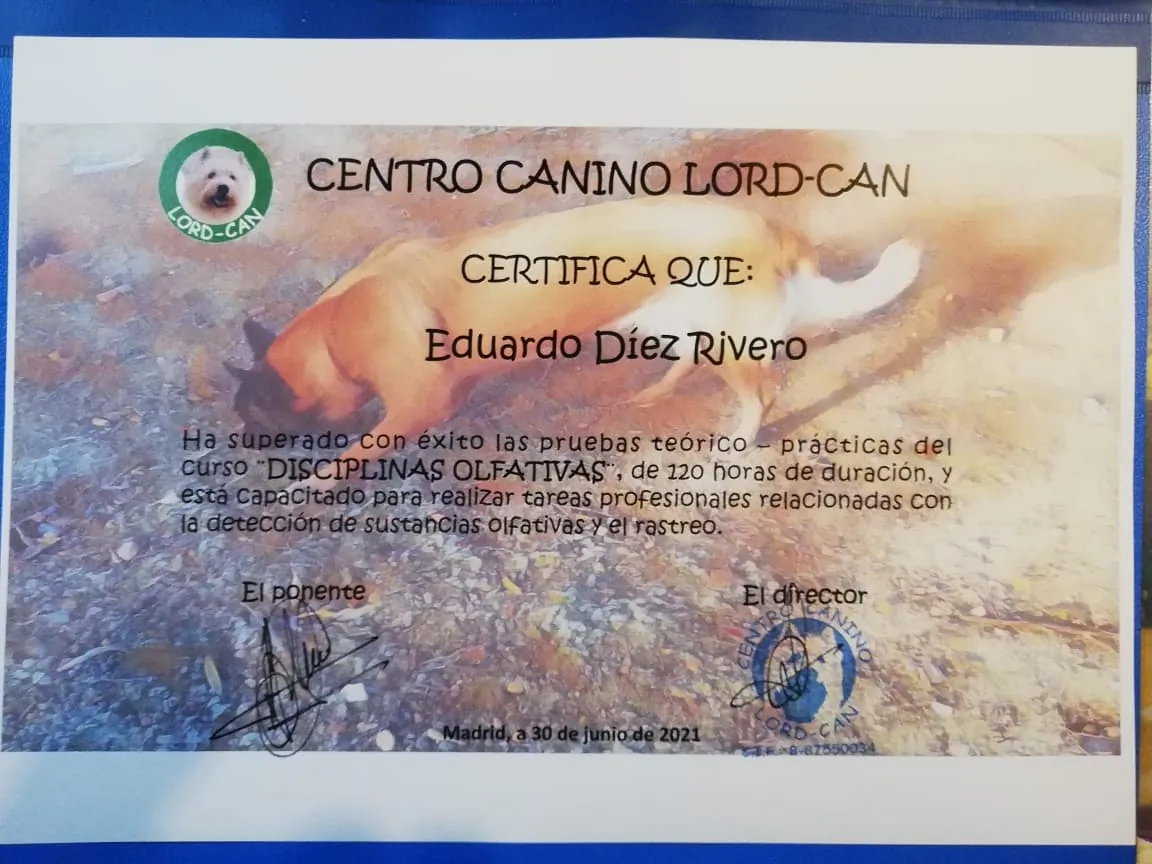 LORD-CAN
CENTRO CANINO LORD-CAN
CERTIFICA QUE:
Eduardo Díez Rivero
Ha superado con éxito las pruebas teórico – prácticas del
curso ¨DISCIPLINAS OLFATIVAS¨, de 120 horas de duración, y
está capacitado para realizar tareas profesionales relacionadas con
la detección de sustancias olfativas y el rastreo.
El ponente
El director
CENTRO CANINO
LORD-CAN
C.I.F. B-87550034
Madrid, a 30 de junio de 2021